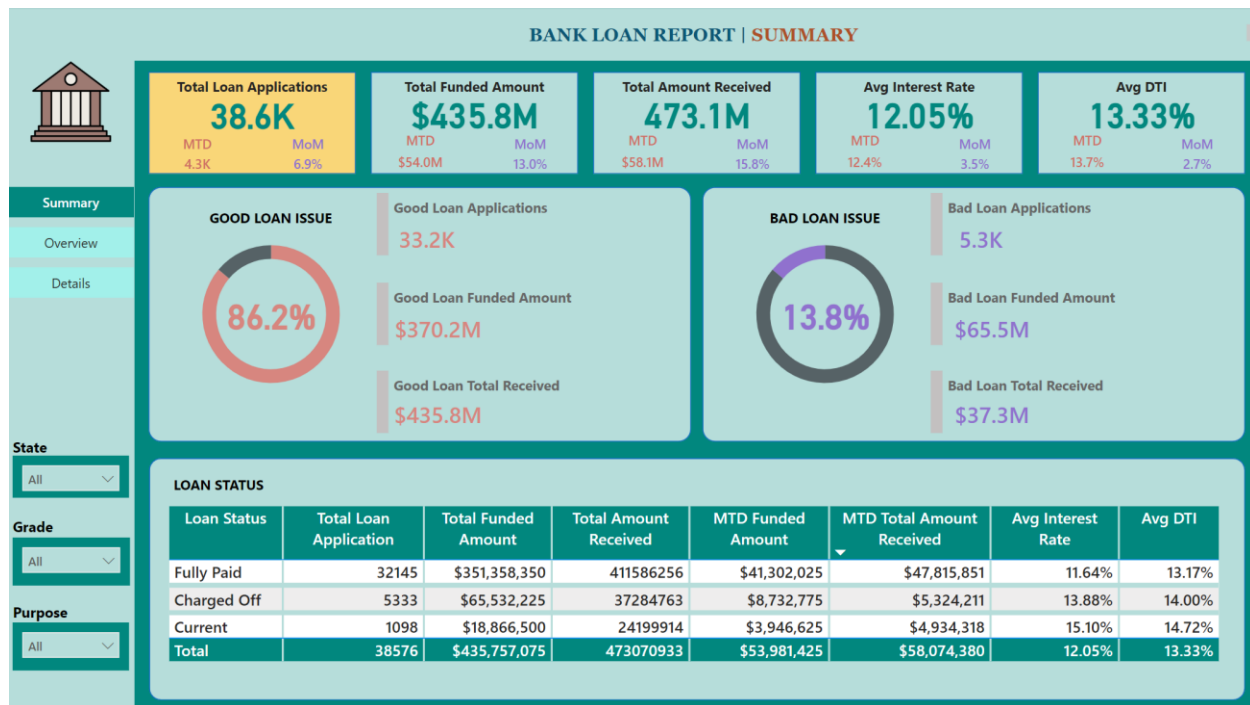 BANK LOAN REPORT | SUMMARY
Total Loan Applications
38.6K
MTD MoM
4.3K 6.9%
Total Funded Amount
$435.8M
MTD MoM
$54.0M 13.0%
Total Amount Received
473.1M
MTD MoM
$58.1M 15.8%
Avg Interest Rate
12.05%
MTD MoM
12.4% 3.5%
Avg DTI
13.33%
MTD MoM
13.7% 2.7%
Summary
Overview
Details
State
All
Grade
All
Purpose
All
GOOD LOAN ISSUE
86.2%
Good Loan Applications
33.2K
Good Loan Funded Amount
$370.2M
Good Loan Total Received
$435.8M
BAD LOAN ISSUE
13.8%
Bad Loan Applications
5.3K
Bad Loan Funded Amount
$65.5M
Bad Loan Total Received
$37.3M
LOAN STATUS
Loan Status Total Loan Total Funded Total Amount MTD Funded MTD Total Amount Avg Interest Avg DTI
Application Amount Received Amount Received Rate
Fully Paid 32145 $351,358,350 411586256 $41,302,025 $47,815,851 11.64% 13.17%
Charged Off 5333 $65,532,225 37284763 $8,732,775 $5,324,211 13.88% 14.00%
Current 1098 $18,866,500 24199914 $3,946,625 $4,934,318 15.10% 14.72%
Total 38576 $435,757,075 473070933 $53,981,425 $58,074,380 12.05% 13.33%